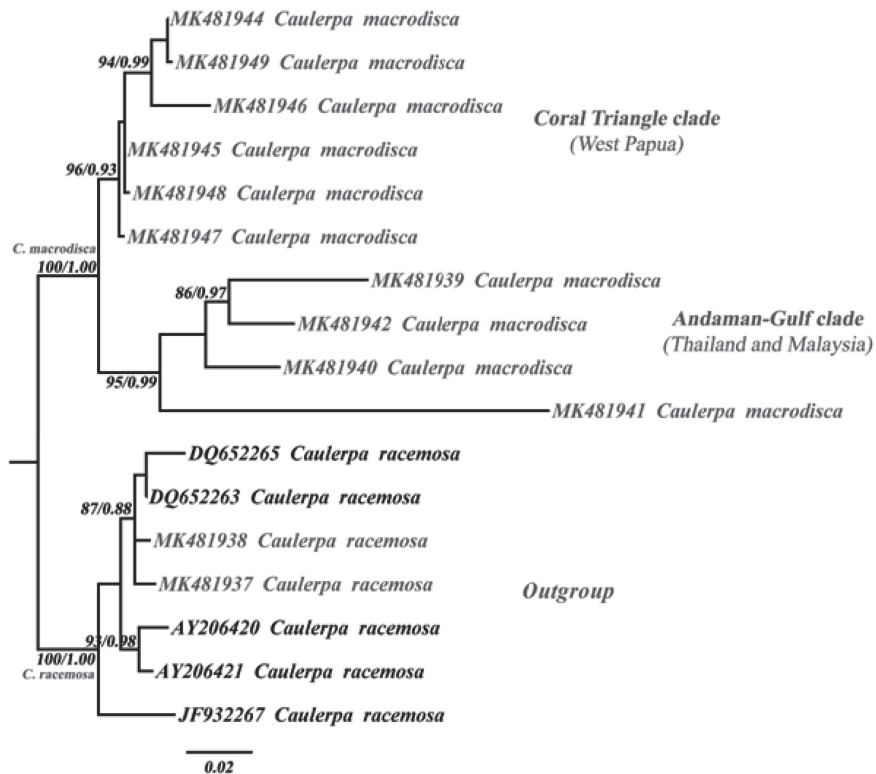 MK481944 Caulerpa macrodisca
94/0.99
MK481949 Caulerpa macrodisca
MK481946 Caulerpa macrodisca
Coral Triangle clade
(West Papua)
MK481945 Caulerpa macrodisca
96/0.93
MK481948 Caulerpa macrodisca
MK481947 Caulerpa macrodisca
C. macrodisca
100/1.00
MK481939 Caulerpa macrodisca
86/0.97
MK481942 Caulerpa macrodisca
Andaman-Gulf clade
(Thailand and Malaysia)
MK481940 Caulerpa macrodisca
95/0.99
MK481941 Caulerpa macrodisca
DQ652265 Caulerpa racemosa
DQ652263 Caulerpa racemosa
87/0.88
MK481938 Caulerpa racemosa
MK481937 Caulerpa racemosa
Outgroup
AY206420 Caulerpa racemosa
93/0.98
100/1.00
C. racemosa
AY206421 Caulerpa racemosa
JF932267 Caulerpa racemosa
0.02